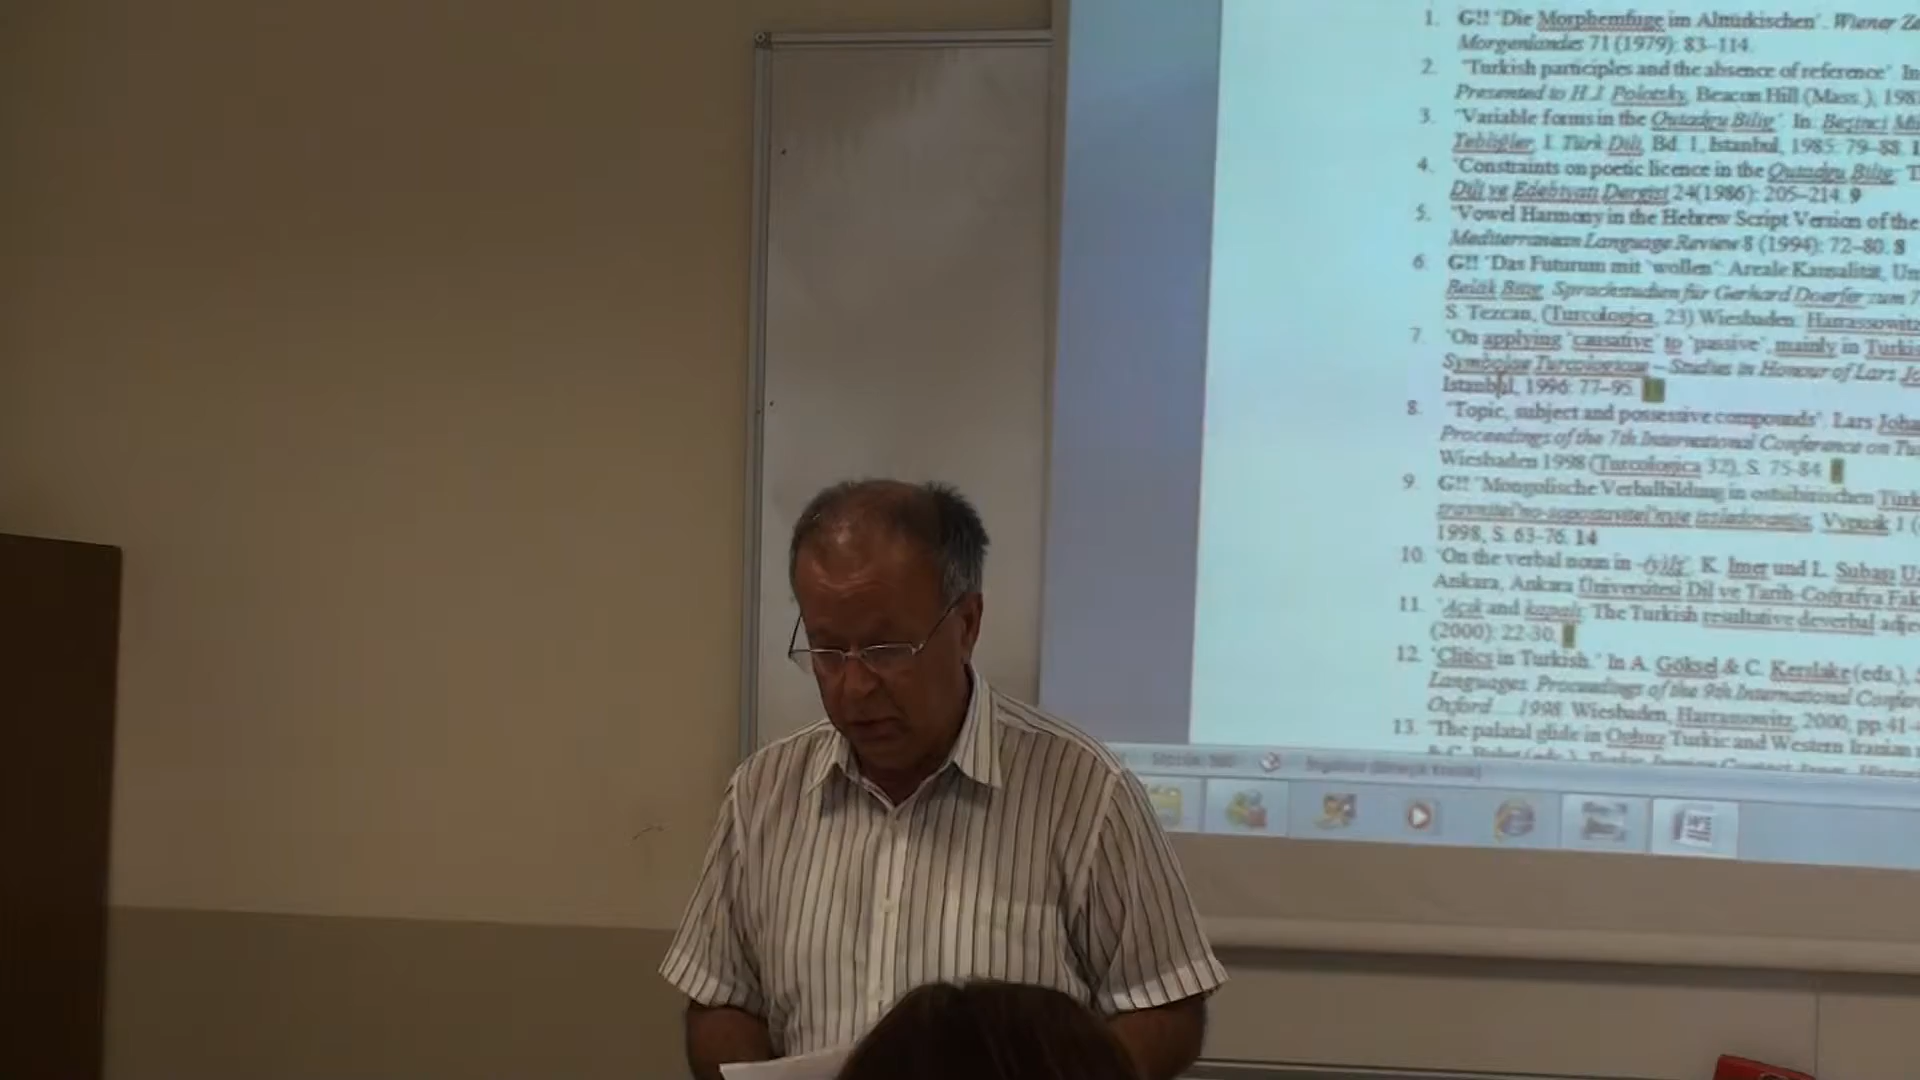 1. G!! "Die Morphemfuge im Alttürkischen". Wiener
Morgenlandes 71 (1979): 83–114.
2. "Turkish participles and the absence of reference". In
Presented to H.J. Polotsky, Beacon Hill (Mass.), 198
3. "Variable forms in the Qutadgu Bilig". In: Beşinci
Tebliğler, I. Türk Dili, Bd. 1, Istanbul, 1985: 79–88.
4. "Constraints on poetic licence in the Qutadgu Bilig"
Dili ve Edebiyatı Dergisi 24(1986): 205–214. 9
5. "Vowel Harmony in the Hebrew Script Version of the
Mediterranean Language Review 8 (1994): 72–80. 8
6. G!! "Das Futurum mit 'wollen': Areale Kausalität,
Sprachstudien für Gerhard Doerfer zum 7
S. Tezcan, (Turcologica, 23) Wiesbaden: Harrassowitz
7. "On applying 'causative' to 'passive', mainly in
Symbolae Turcologicae – Studies in Honour of Lars
Istanbul, 1996: 77–95.
8. "Topic, subject and possessive compounds". Lars
Proceedings of the 7th International Conference on
Wiesbaden 1998 (Turcologica 32), S. 75-84
9. G!! "Mongolische Verbalbildung in ostsibirischen
Vypusk 1
1998, S. 63-76. 14
10. "On the verbal noun in K. İmer und L. Subaşı
Ankara, Ankara Üniversitesi Dil ve Tarih-Coğrafya
11. "Açık and kapalı: The Turkish resultative deverbal
(2000): 22-30.
12. "Clitics in Turkish." In A. Göksel & C. Kerslake (eds.),
Languages. Proceedings of the 9th International
Oxford ... 1998. Wiesbaden, Harrassowitz, 2000; pp.
13. "The palatal glide in Oghuz Turkic and Western Iranian